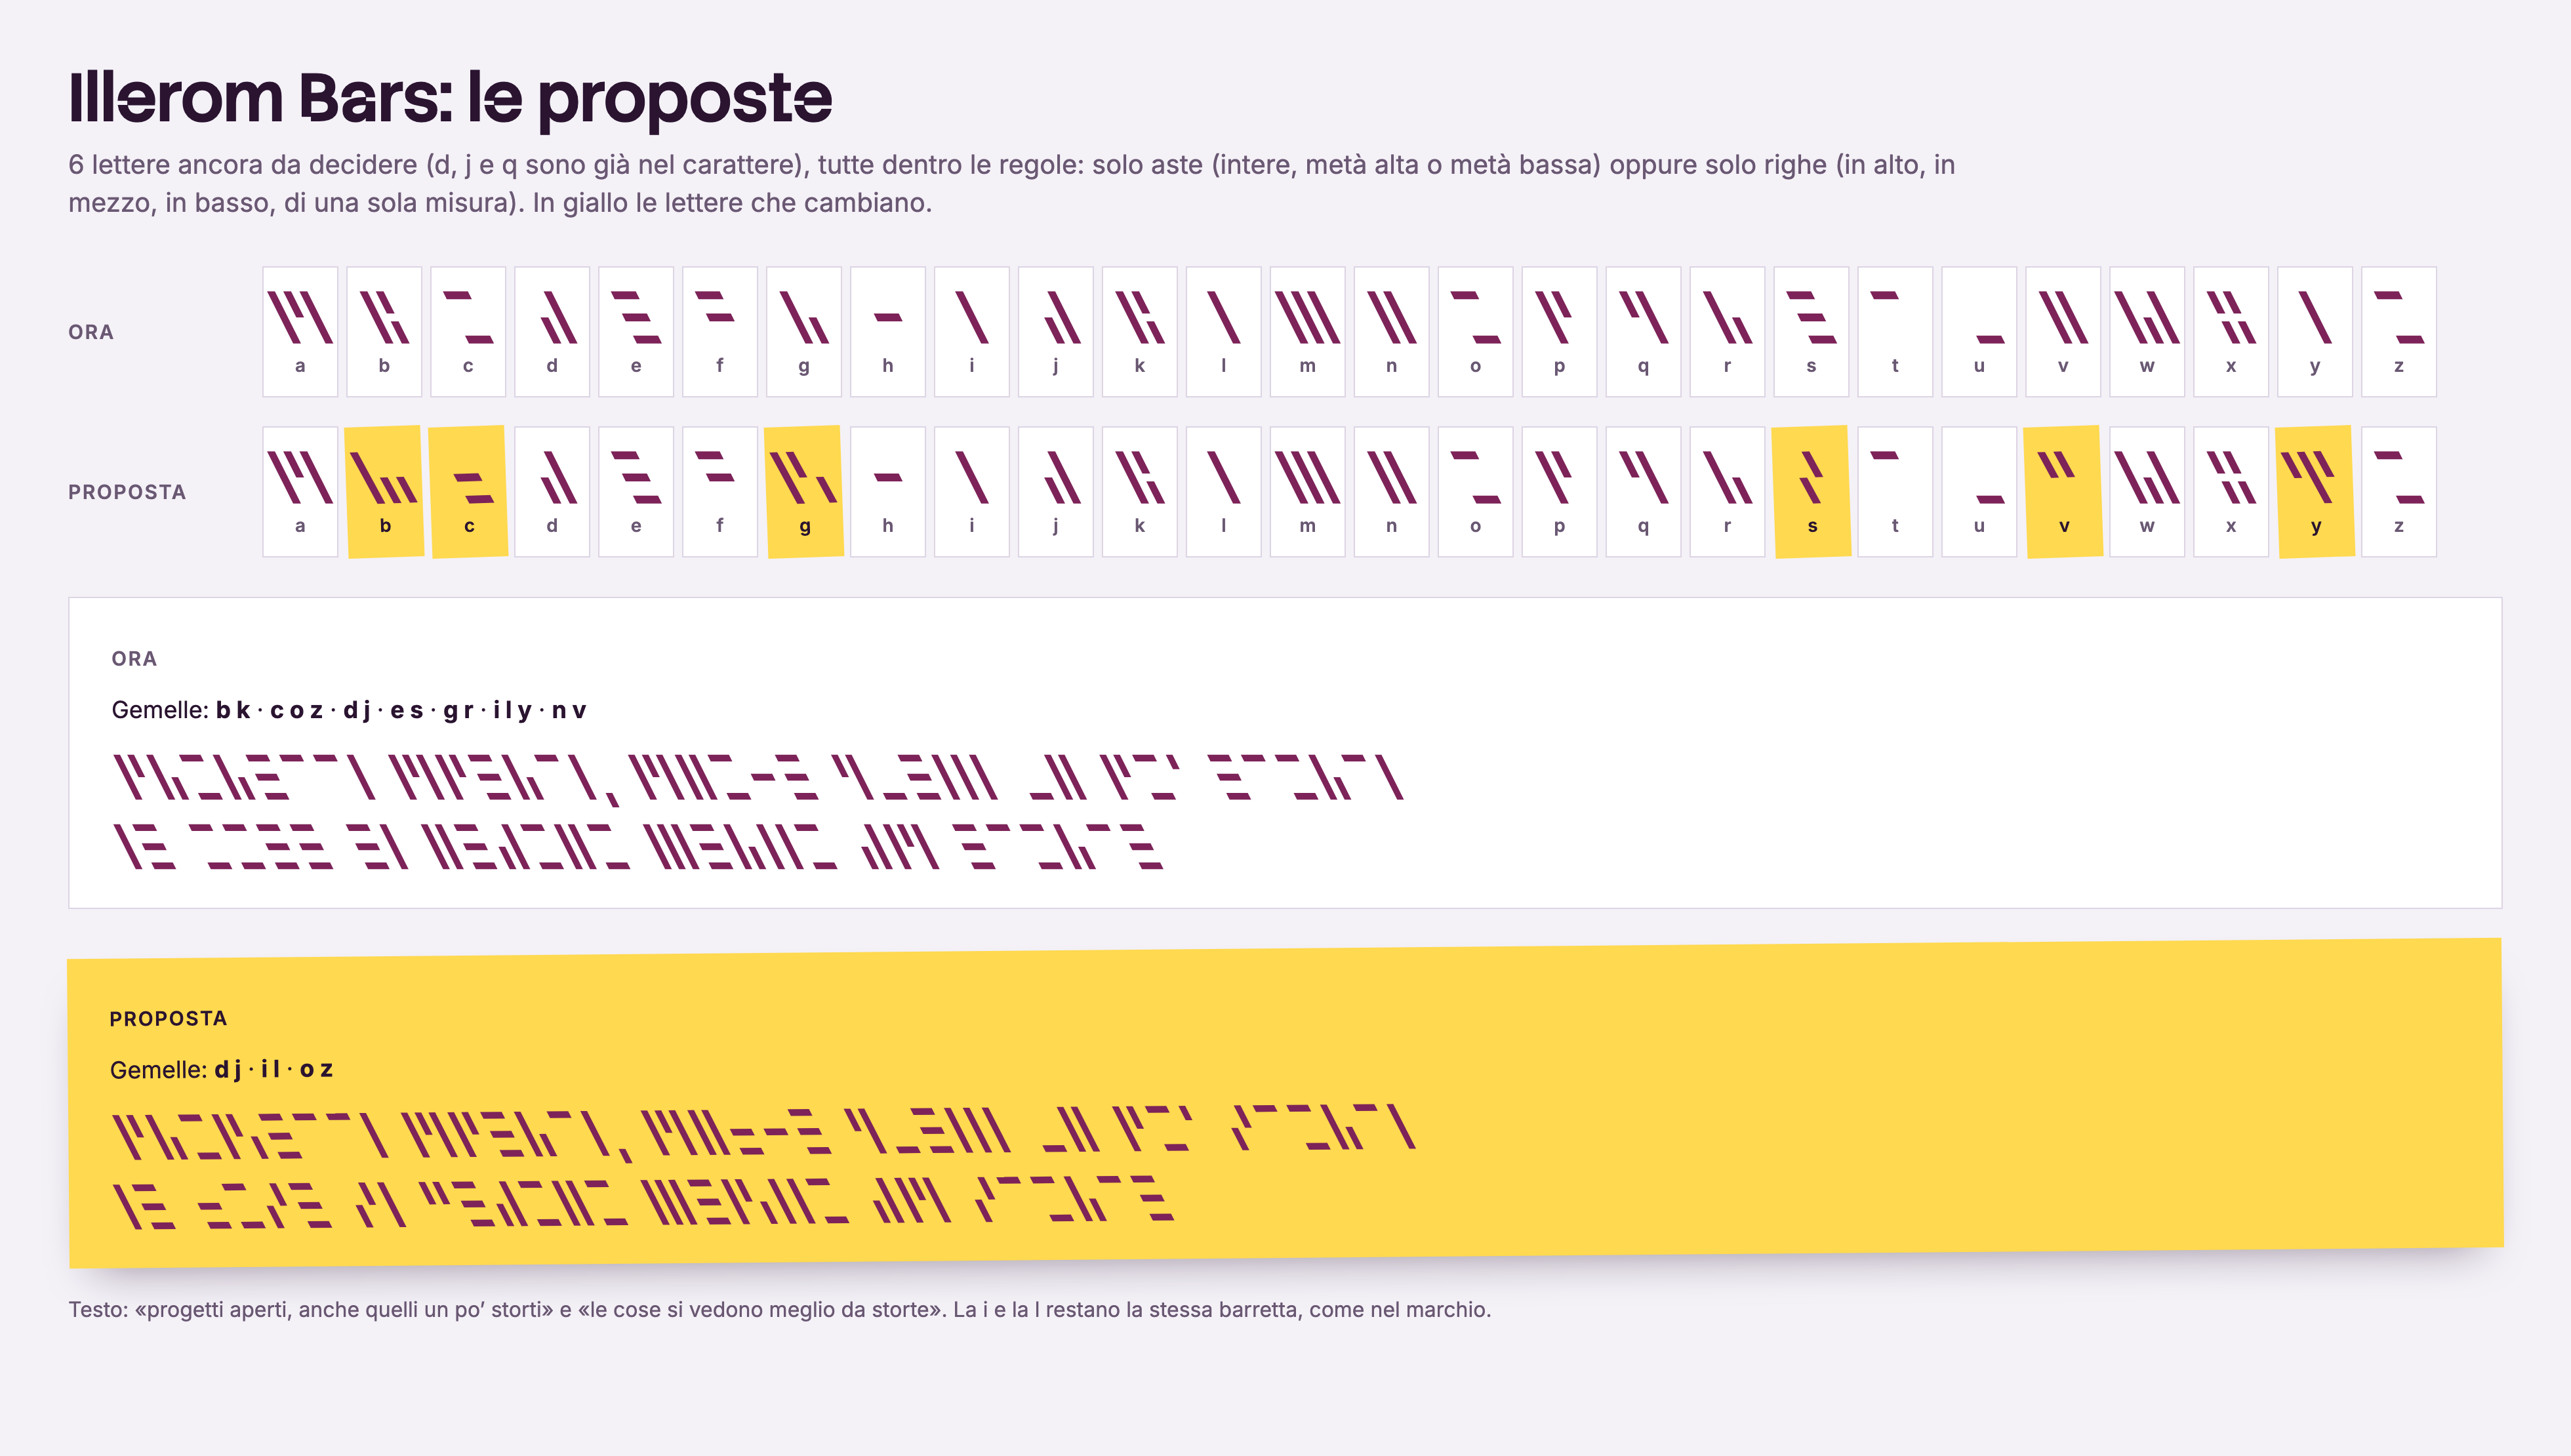 Illerom Bars: le proposte
6 lettere ancora da decidere (d, j e q sono già nel carattere), tutte dentro le regole: solo aste (intere, metà alta o metà bassa) oppure solo righe (in alto, in
mezzo, in basso, di una sola misura). In giallo le lettere che cambiano.
ORA
a b c d e f g h i j k l m n o p q r s t u v w x y z
PROPOSTA
a b c d e f g h i j k l m n o p q r s t u v w x y z
ORA
Gemelle: b k · c o z · d j · e s · g r · i l y · n v
PROPOSTA
Gemelle: d j · i l · o z
Testo: «progetti aperti, anche quelli un po’ storti» e «le cose si vedono meglio da storte». La i e la l restano la stessa barretta, come nel marchio.